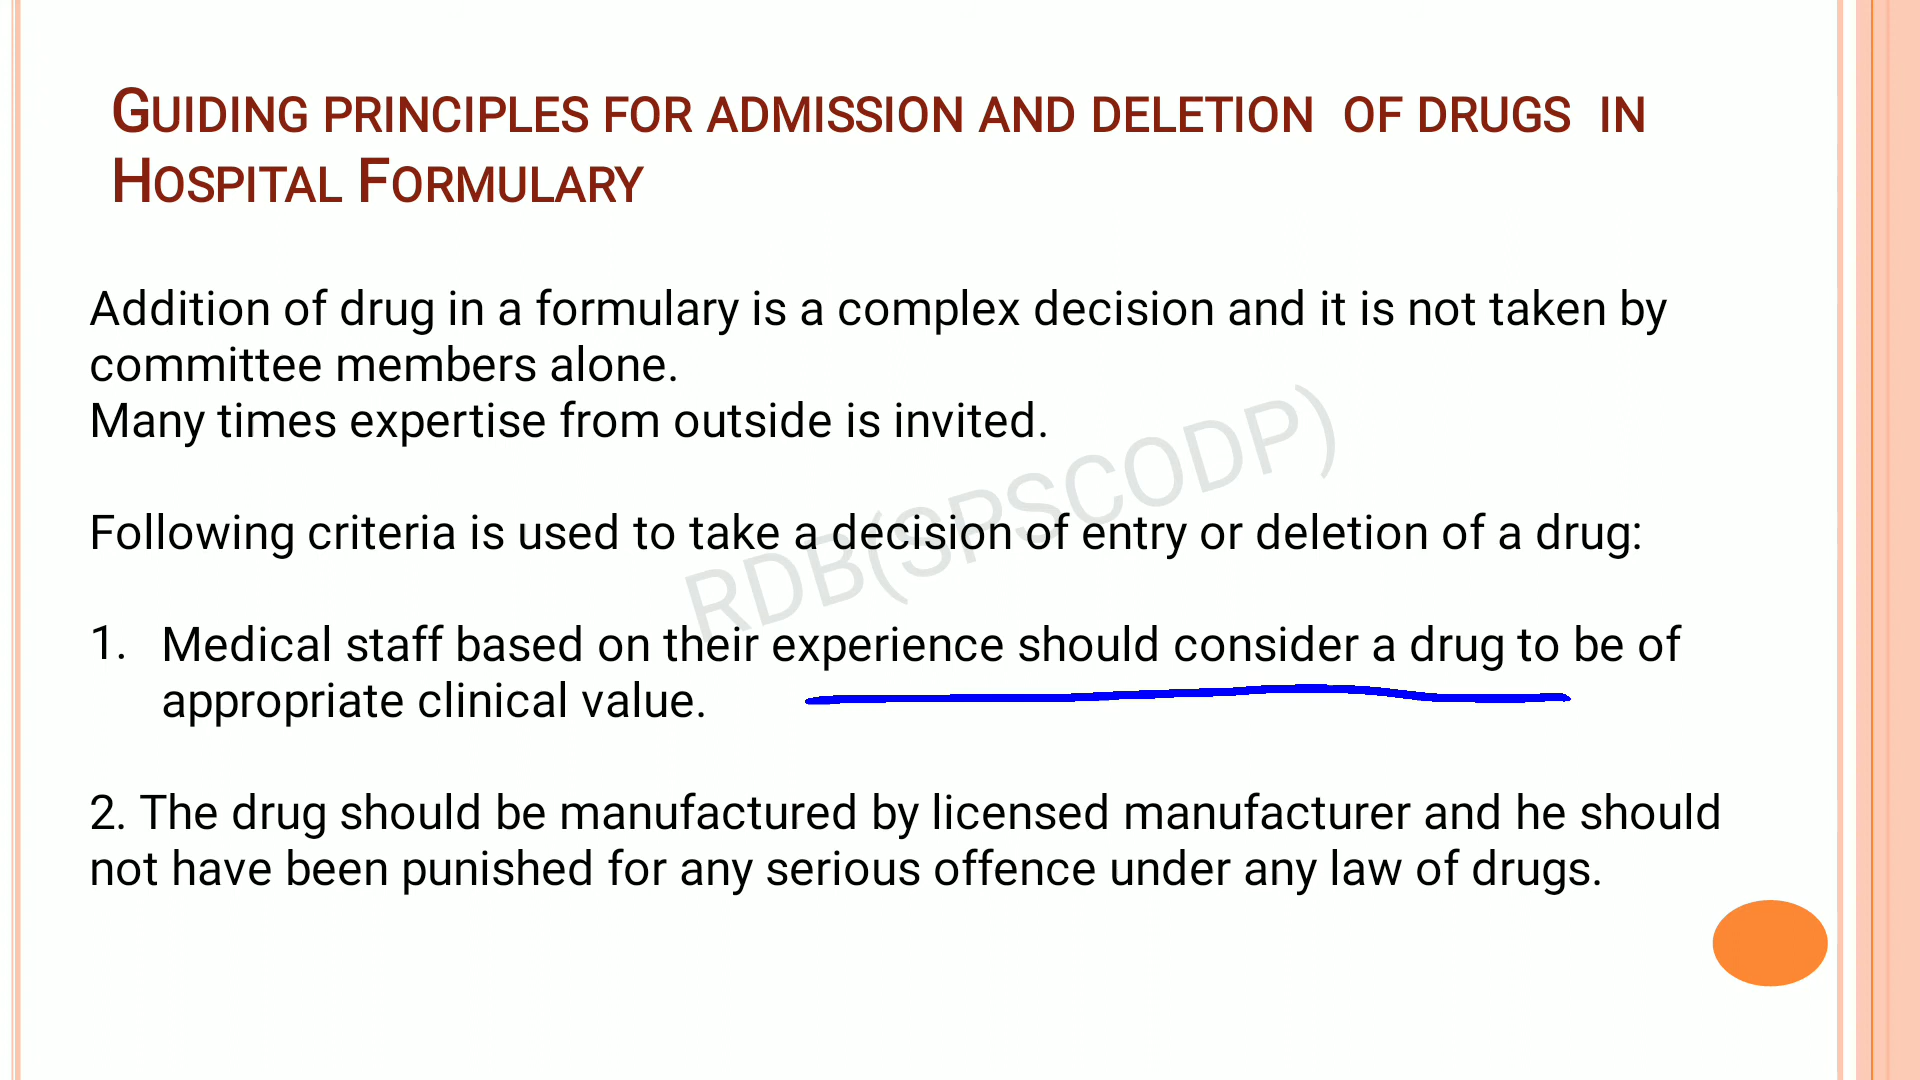 GUIDING PRINCIPLES FOR ADMISSION AND DELETION OF DRUGS IN
HOSPITAL FORMULARY
Addition of drug in a formulary is a complex decision and it is not taken by
committee members alone.
Many times expertise from outside is invited.
RDB(SPSCODP)
Following criteria is used to take a decision of entry or deletion of a drug:
1. Medical staff based on their experience should consider a drug to be of
appropriate clinical value.
2. The drug should be manufactured by licensed manufacturer and he should
not have been punished for any serious offence under any law of drugs.